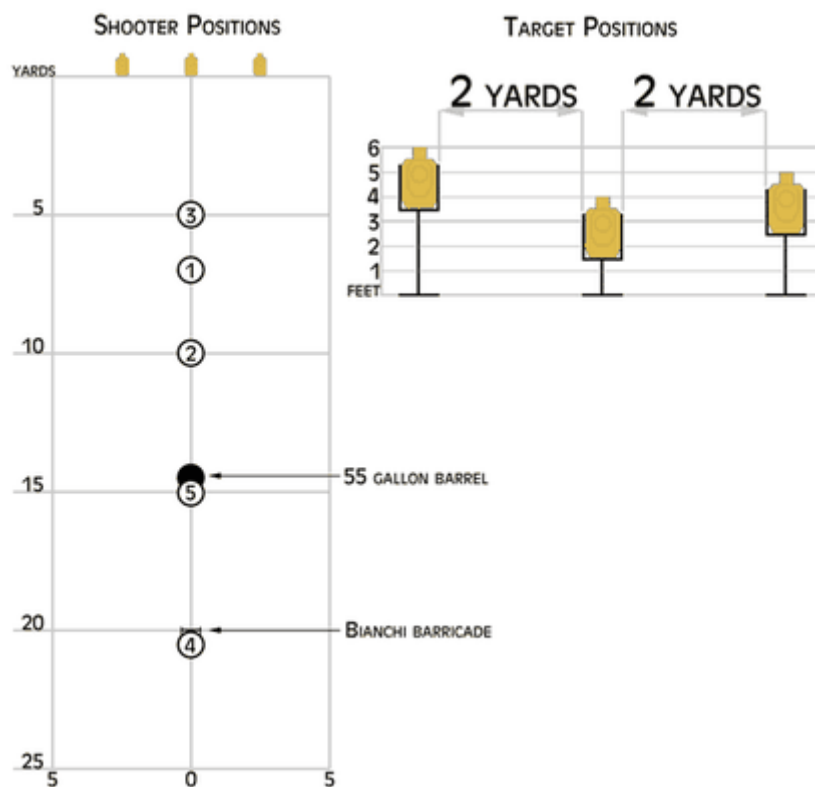 SHOOTER POSITIONS
TARGET POSITIONS
YARDS
2 YARDS 2 YARDS
6
5
4
3
2
1
FEET
5
3
1
10
2
55 GALLON BARREL
15
5
20
BIANCHI BARRICADE
4
25
5 0 5